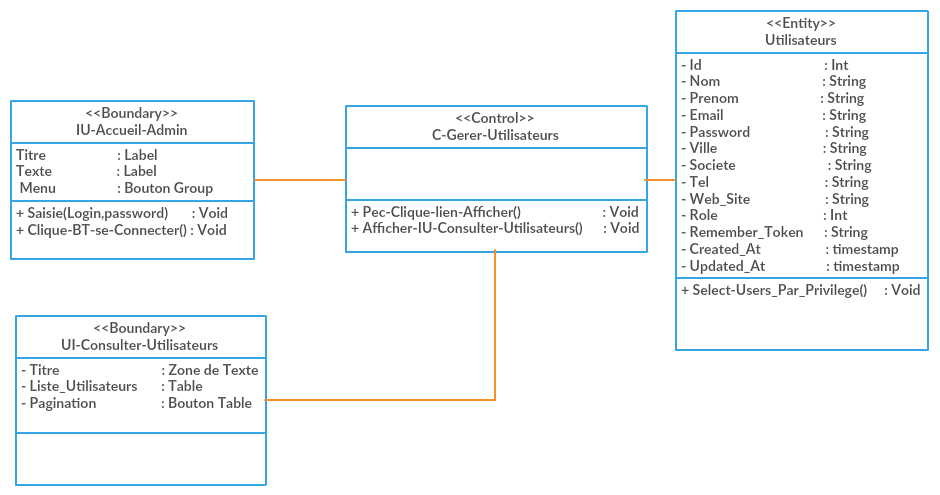 <<Boundary>>
IU-Accueil-Admin
Titre : Label
Texte : Label
Menu : Bouton Group
+ Saisie(Login,password) : Void
+ Clique-BT-se-Connecter() : Void
<<Control>>
C-Gerer-Utilisateurs
+ Pec-Clique-lien-Afficher() : Void
+ Afficher-IU-Consulter-Utilisateurs() : Void
<<Entity>>
Utilisateurs
- Id : Int
- Nom : String
- Prenom : String
- Email : String
- Password : String
- Ville : String
- Societe : String
- Tel : String
- Web_Site : String
- Role : Int
- Remember_Token : String
- Created_At : timestamp
- Updated_At : timestamp
+ Select-Users_Par_Privilege() : Void
<<Boundary>>
UI-Consulter-Utilisateurs
- Titre : Zone de Texte
- Liste_Utilisateurs : Table
- Pagination : Bouton Table